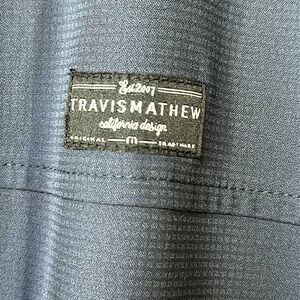 Est.2007
TRAVISMATHEW
california design
ORIGINAL m TRADEMARK